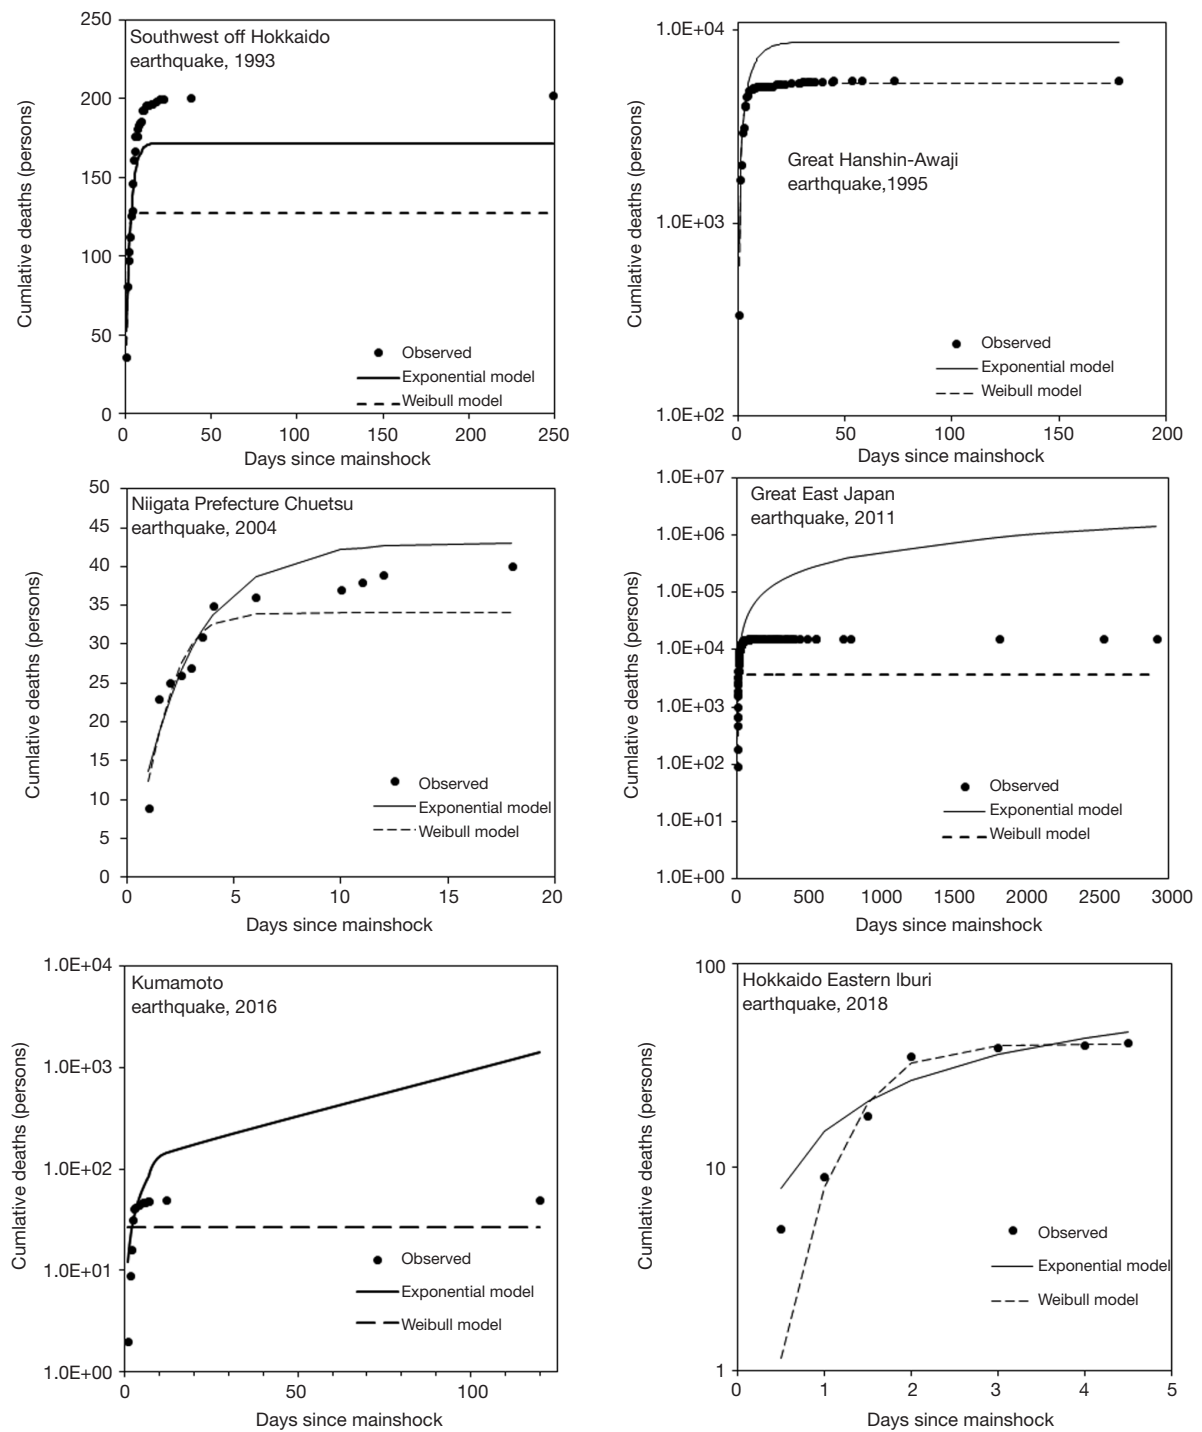 250
200
150
100
50
0
Cumlative deaths (persons)
Southwest off Hokkaido
earthquake, 1993
Observed
Exponential model
Weibull model
0 50 100 150 200 250
Days since mainshock
1.0E+04
1.0E+03
1.0E+02
Cumlative deaths (persons)
Great Hanshin-Awaji
earthquake,1995
Observed
Exponential model
Weibull model
0 50 100 150 200
Days since mainshock
50
45
40
35
30
25
20
15
10
5
0
Cumlative deaths (persons)
Niigata Prefecture Chuetsu
earthquake, 2004
Observed
Exponential model
Weibull model
0 5 10 15 20
Days since mainshock
1.0E+07
1.0E+06
1.0E+05
1.0E+04
1.0E+03
1.0E+02
1.0E+01
1.0E+00
Cumlative deaths (persons)
Great East Japan
earthquake, 2011
Observed
Exponential model
Weibull model
0 500 1000 1500 2000 2500 3000
Days since mainshock
1.0E+04
1.0E+03
1.0E+02
1.0E+01
1.0E+00
Cumlative deaths (persons)
Kumamoto
earthquake, 2016
Observed
Exponential model
Weibull model
0 50 100
Days since mainshock
100
10
1
Cumlative deaths (persons)
Hokkaido Eastern Iburi
earthquake, 2018
Observed
Exponential model
Weibull model
0 1 2 3 4 5
Days since mainshock